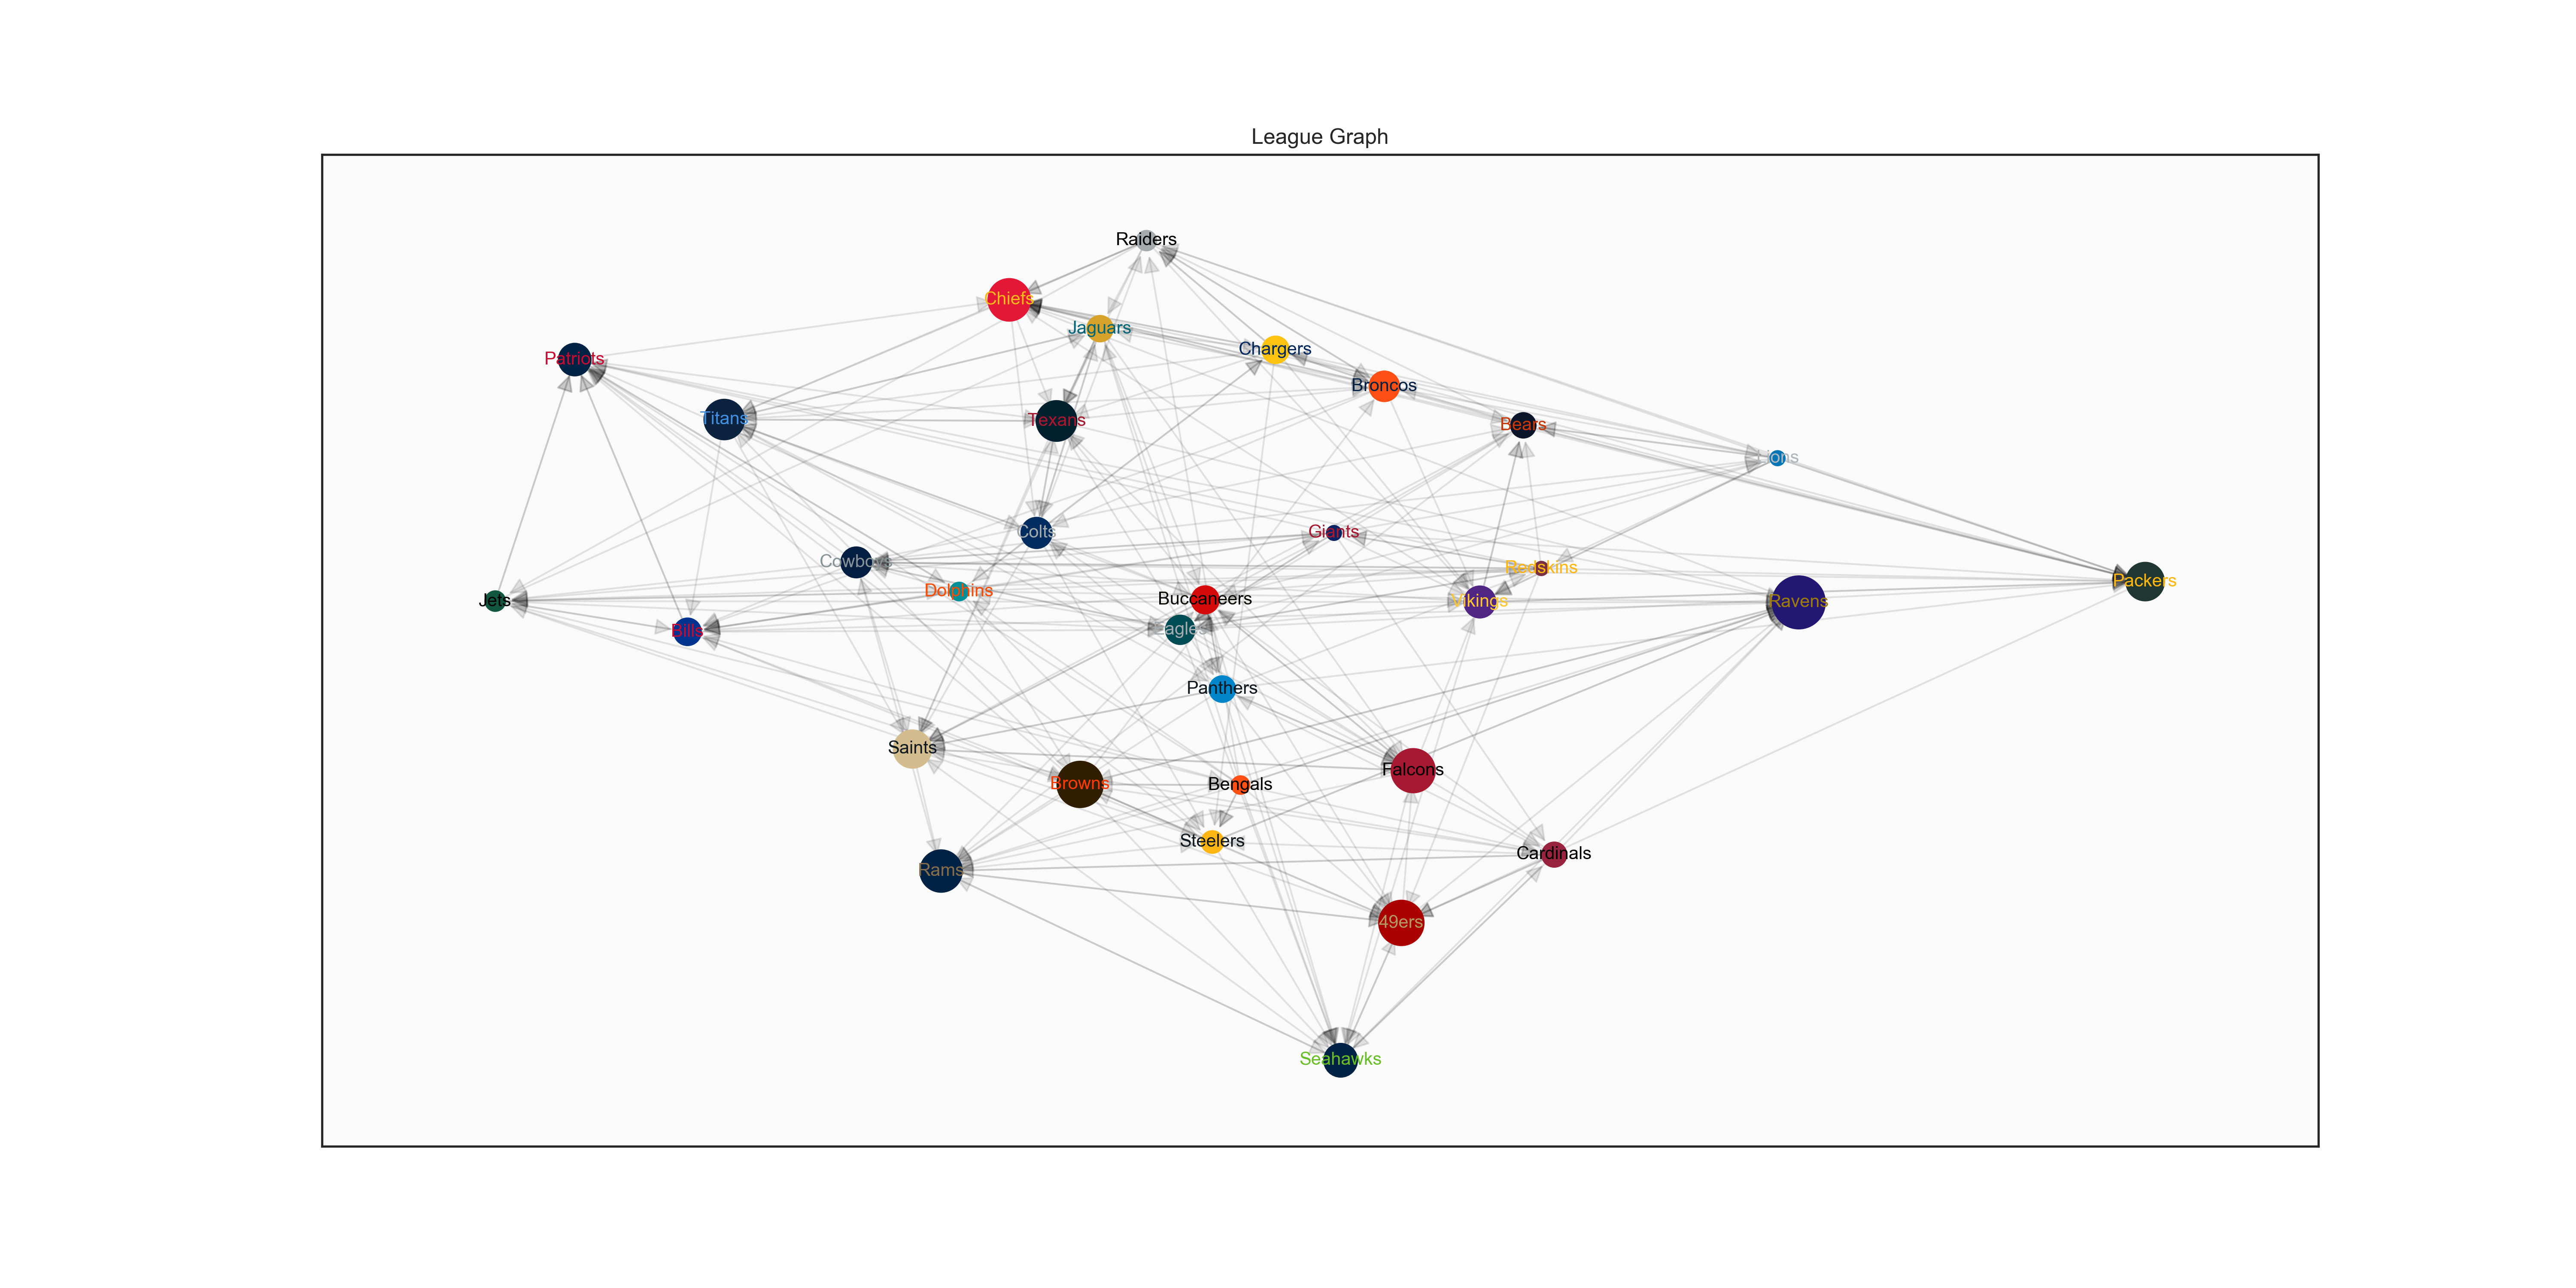 League Graph
Raiders
Chiefs
Jaguars
Chargers
Patriots
Broncos
Titans
Texans
Bears
Lions
Colts
Giants
Cowboys
Redskins
Packers
Dolphins
Jets
Buccaneers
Vikings
Ravens
Bills
Eagles
Panthers
Saints
Falcons
Browns
Bengals
Steelers
Cardinals
Rams
49ers
Seahawks